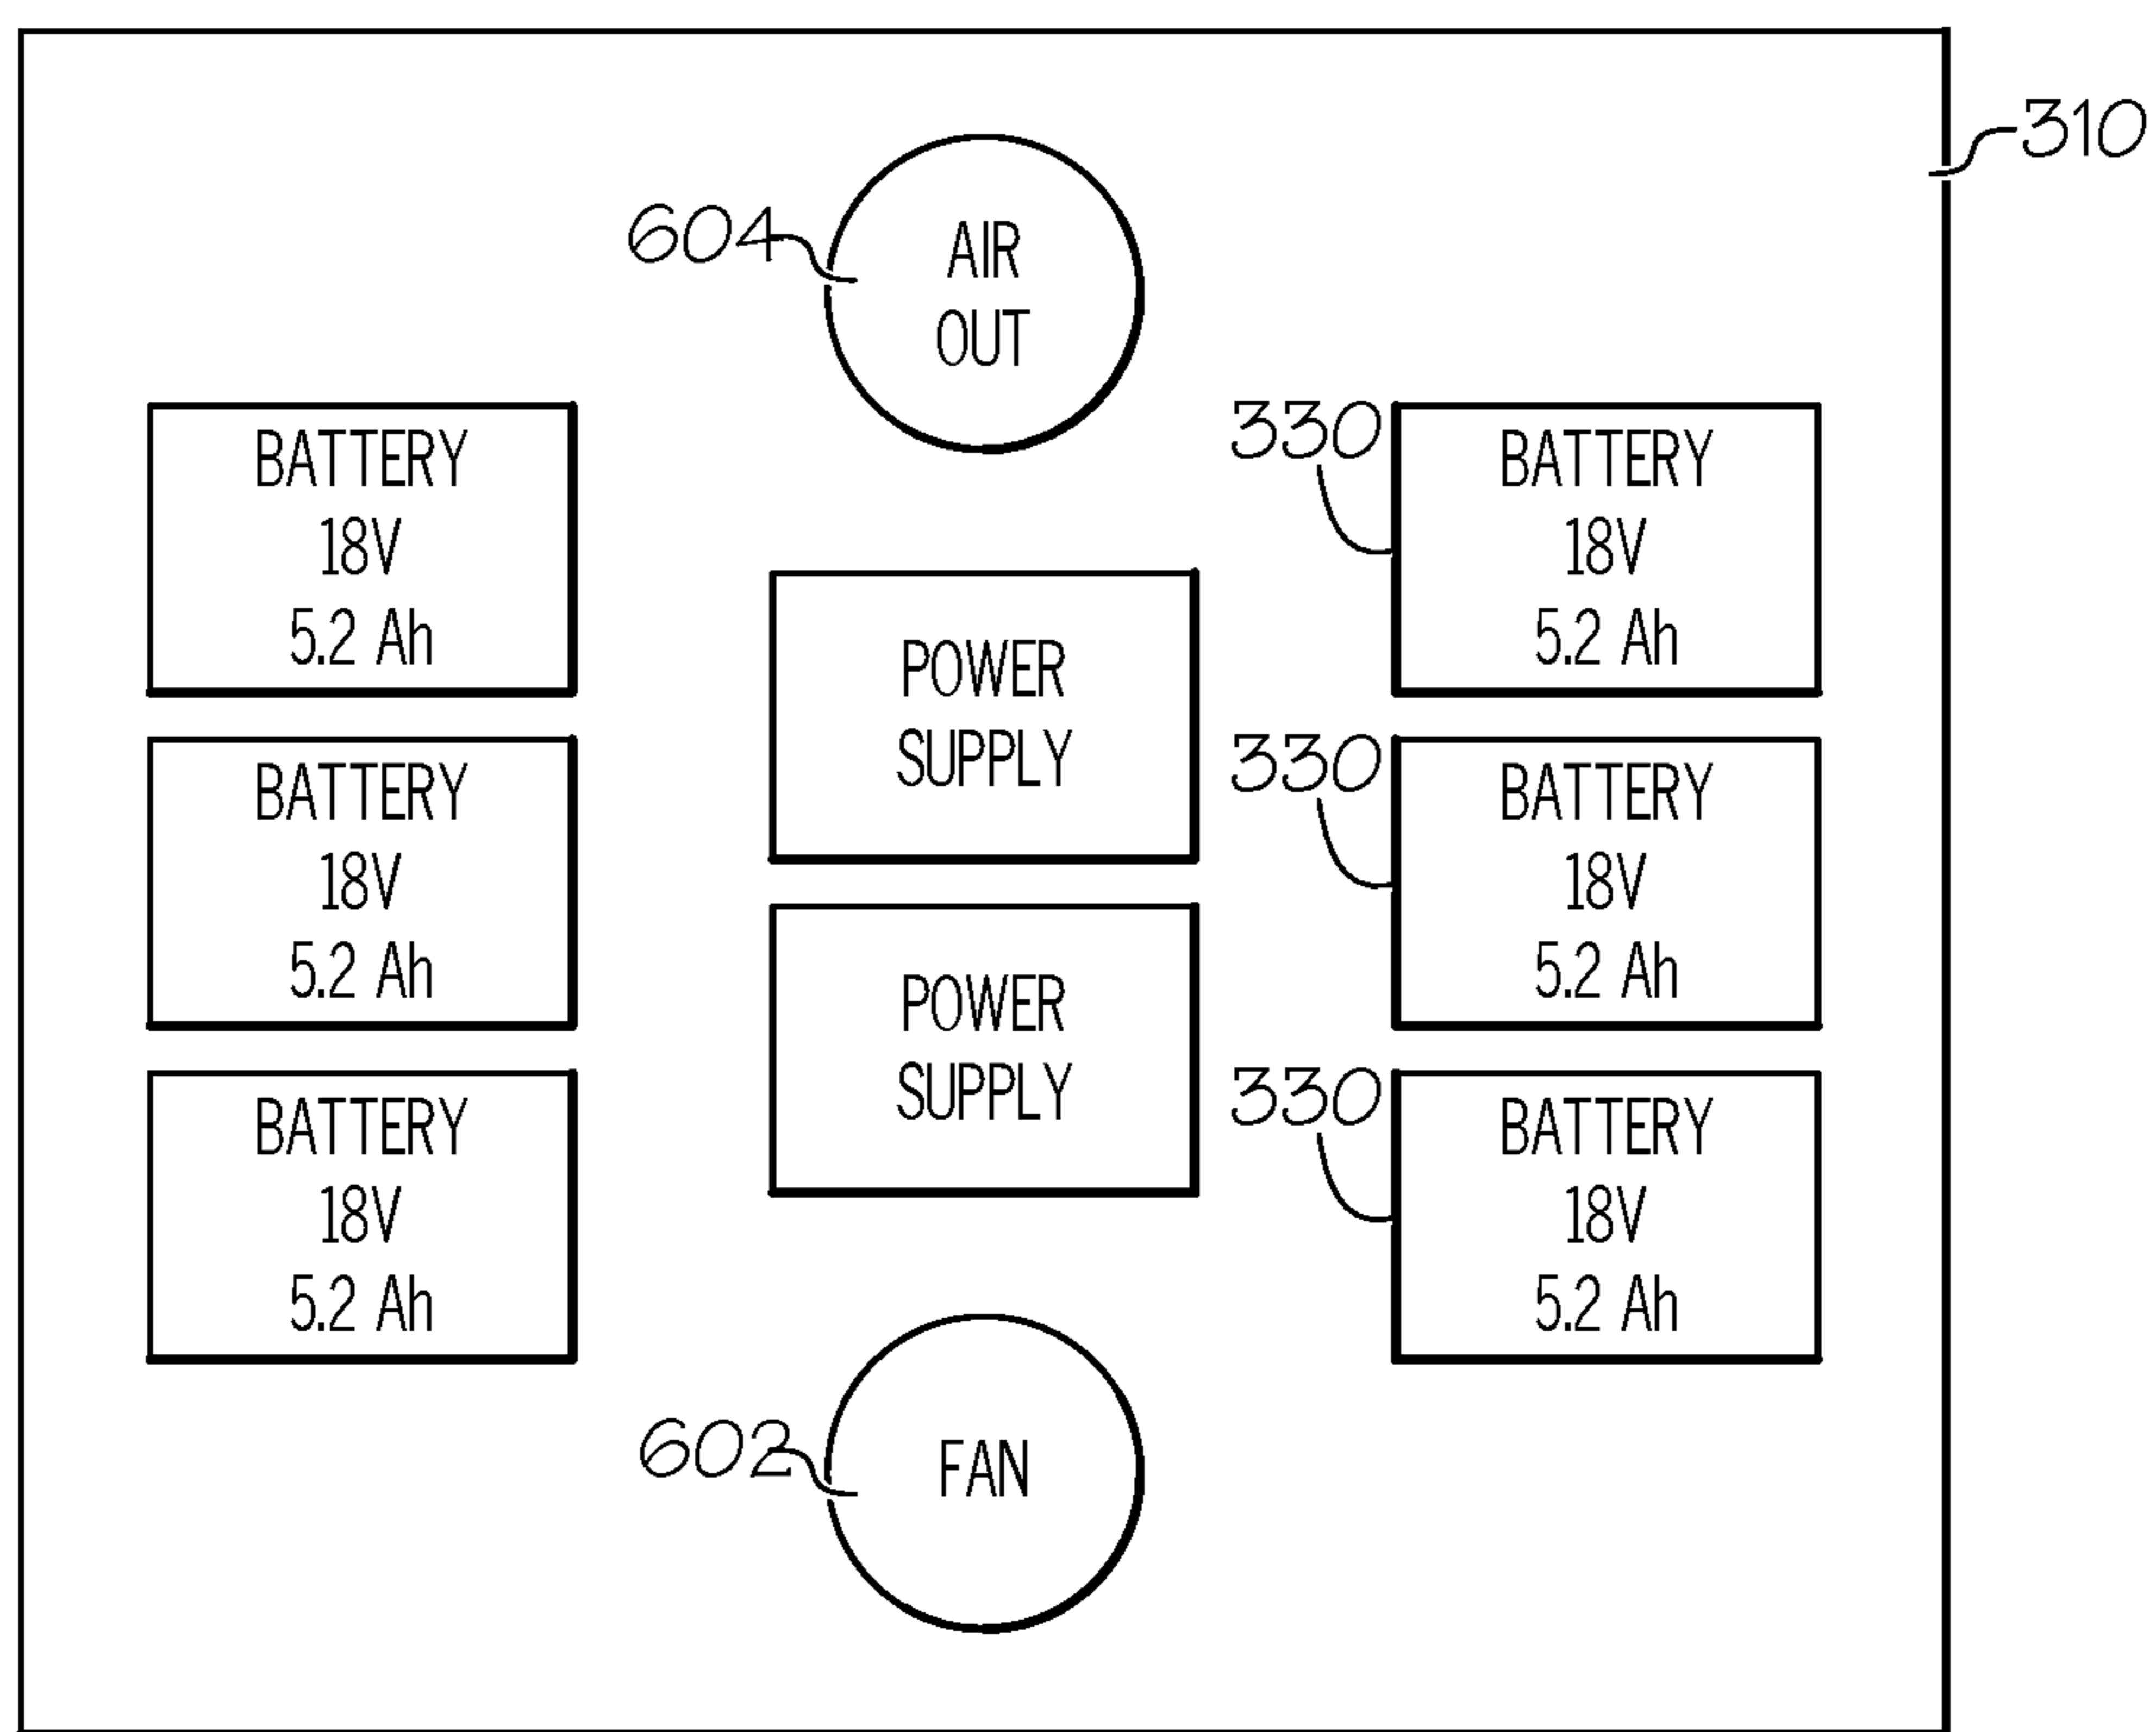 310
604
AIR
OUT
BATTERY
18V
5.2 Ah
330
BATTERY
18V
5.2 Ah
POWER
SUPPLY
BATTERY
18V
5.2 Ah
330
BATTERY
18V
5.2 Ah
POWER
SUPPLY
BATTERY
18V
5.2 Ah
330
BATTERY
18V
5.2 Ah
602
FAN